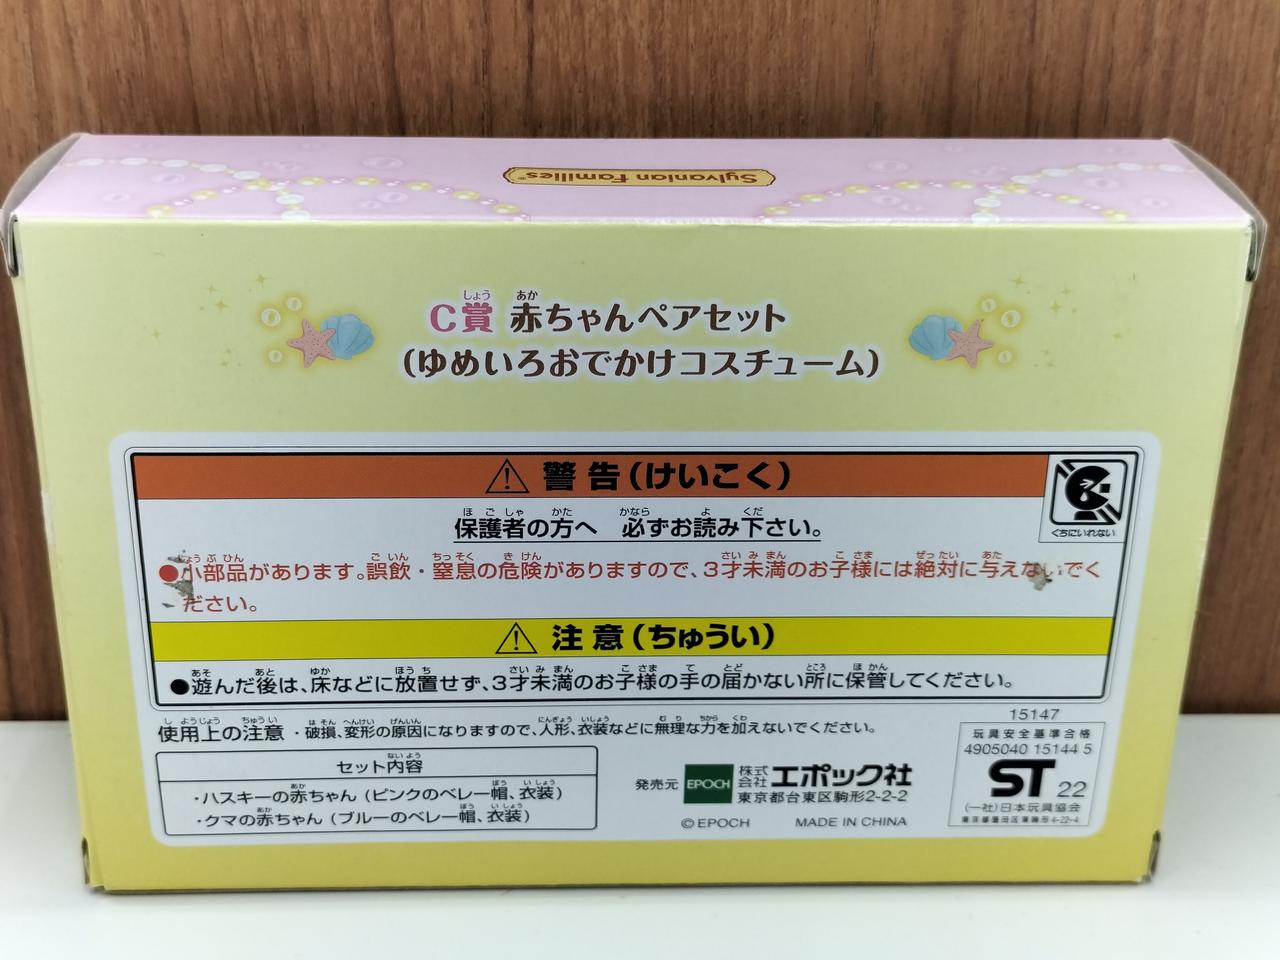 Sylvanian Families®
C賞 赤ちゃんペアセット
(ゆめいろおでかけコスチューム)
⚠ 警告(けいこく)
くちにいれない
保護者の方へ 必ずお読み下さい。
●小部品があります。誤飲・窒息の危険がありますので、3才未満のお子様には絶対に与えないでく
ださい。
⚠ 注意(ちゅうい)
●遊んだ後は、床などに放置せず、3才未満のお子様の手の届かない所に保管してください。
使用上の注意 ・破損、変形の原因になりますので、人形、衣装などに無理な力を加えないでください。
セット内容
・ハスキーの赤ちゃん(ピンクのベレー帽、衣装)
・クマの赤ちゃん(ブルーのベレー帽、衣装)
発売元 EPOCH 株式会社 エポック社
東京都台東区駒形2-2-2
©EPOCH MADE IN CHINA
15147
玩具安全基準合格
4905040 15144 5
ST 22
(一社)日本玩具協会
東京都墨田区東駒形4-22-4